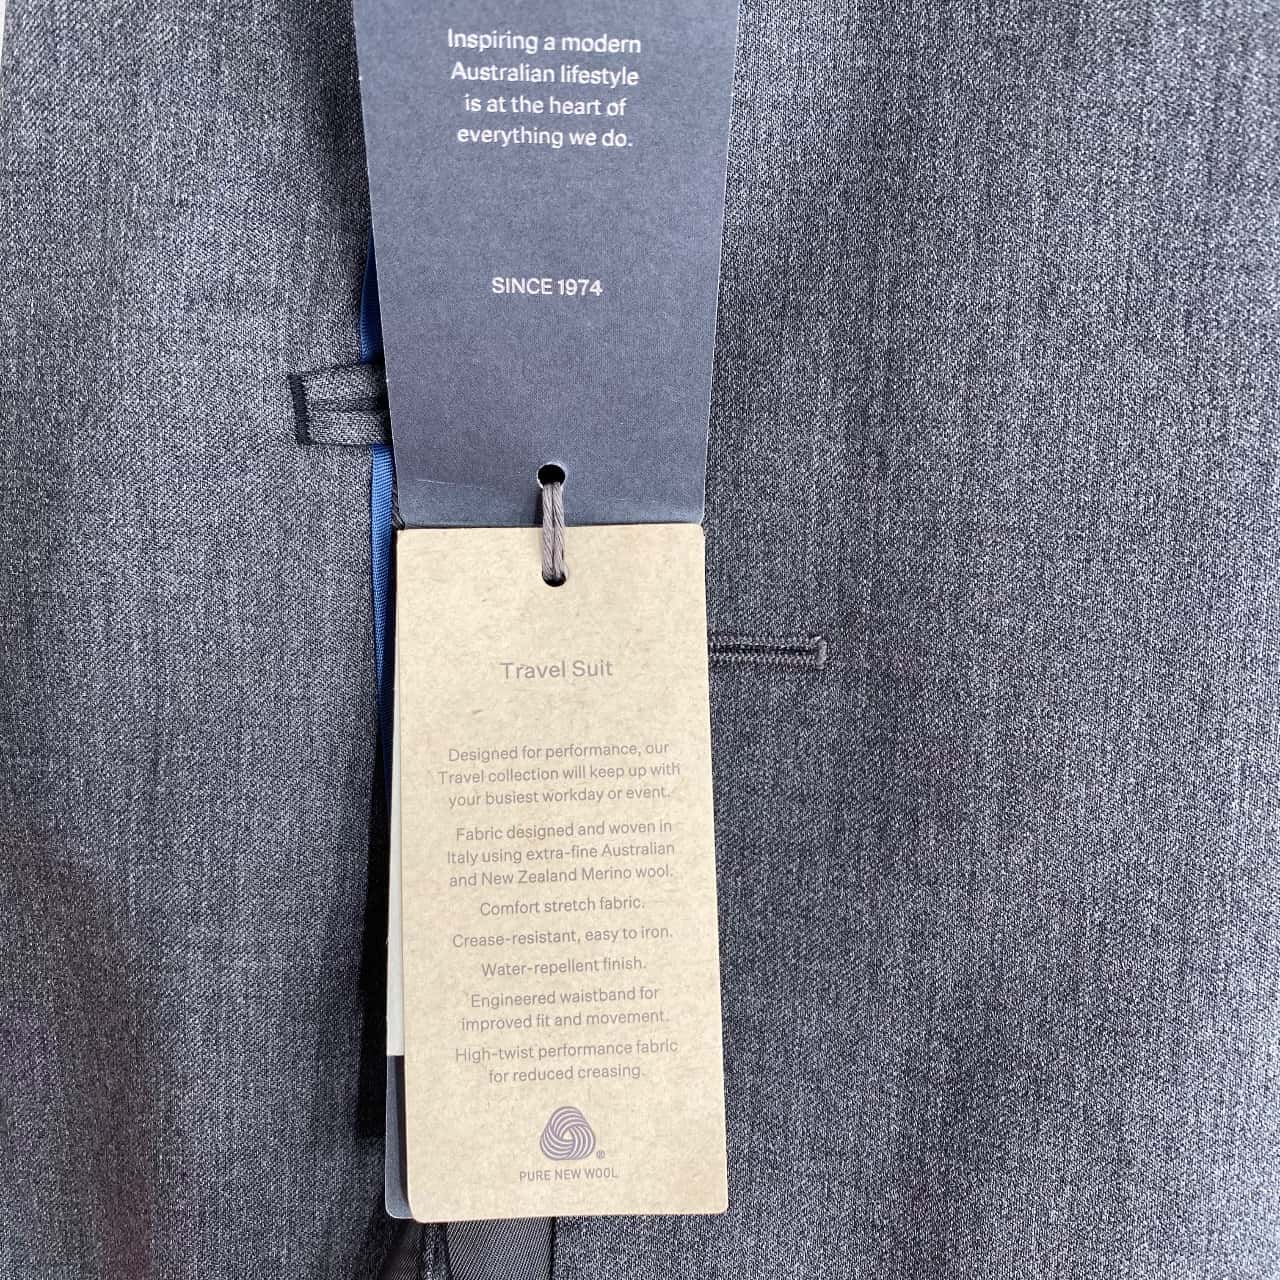 Inspiring a modern
Australian lifestyle
is at the heart of
everything we do.
SINCE 1974
Travel Suit
Designed for performance, our
Travel collection will keep up with
your busiest workday or event.
Fabric designed and woven in
Italy using extra-fine Australian
and New Zealand Merino wool.
Comfort stretch fabric.
Crease-resistant, easy to iron.
Water-repellent finish.
Engineered waistband for
improved fit and movement.
High-twist performance fabric
for reduced creasing.
®
PURE NEW WOOL